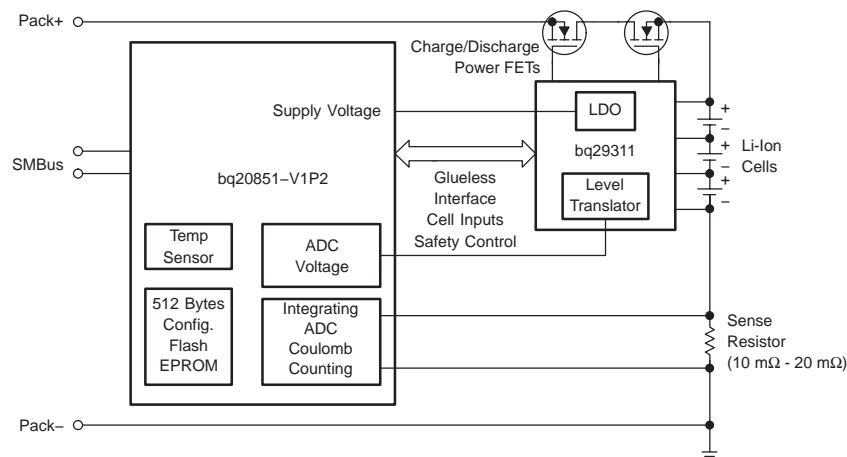 Pack+
Charge/Discharge
Power FETs
Supply Voltage
LDO
bq29311
+
−
+
−
+
−
Li-Ion
Cells
SMBus
bq20851−V1P2
Glueless
Interface
Cell Inputs
Safety Control
Level
Translator
Temp
Sensor
ADC
Voltage
512 Bytes
Config.
Flash
EPROM
Integrating
ADC
Coulomb
Counting
Sense
Resistor
(10 mΩ - 20 mΩ)
Pack−